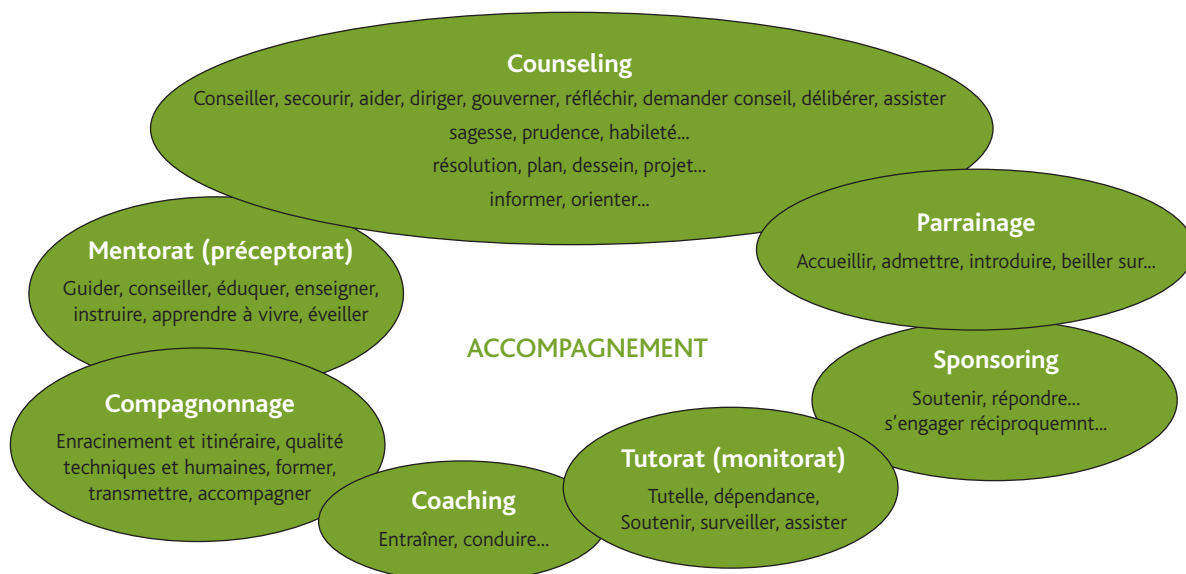 Counseling
Conseiller, secourir, aider, diriger, gouverner, réfléchir, demander conseil, délibérer, assister
sagesse, prudence, habileté...
résolution, plan, dessein, projet...
informer, orienter...
Parrainage
Accueillir, admettre, introduire, beiller sur...
Mentorat (préceptorat)
Guider, conseiller, éduquer, enseigner,
instruire, apprendre à vivre, éveiller
ACCOMPAGNEMENT
Sponsoring
Soutenir, répondre...
s'engager réciproquemnt...
Compagnonnage
Enracinement et itinéraire, qualité
techniques et humaines, former,
transmettre, accompagner
Tutorat (monitorat)
Tutelle, dépendance,
Soutenir, surveiller, assister
Coaching
Entraîner, conduire...